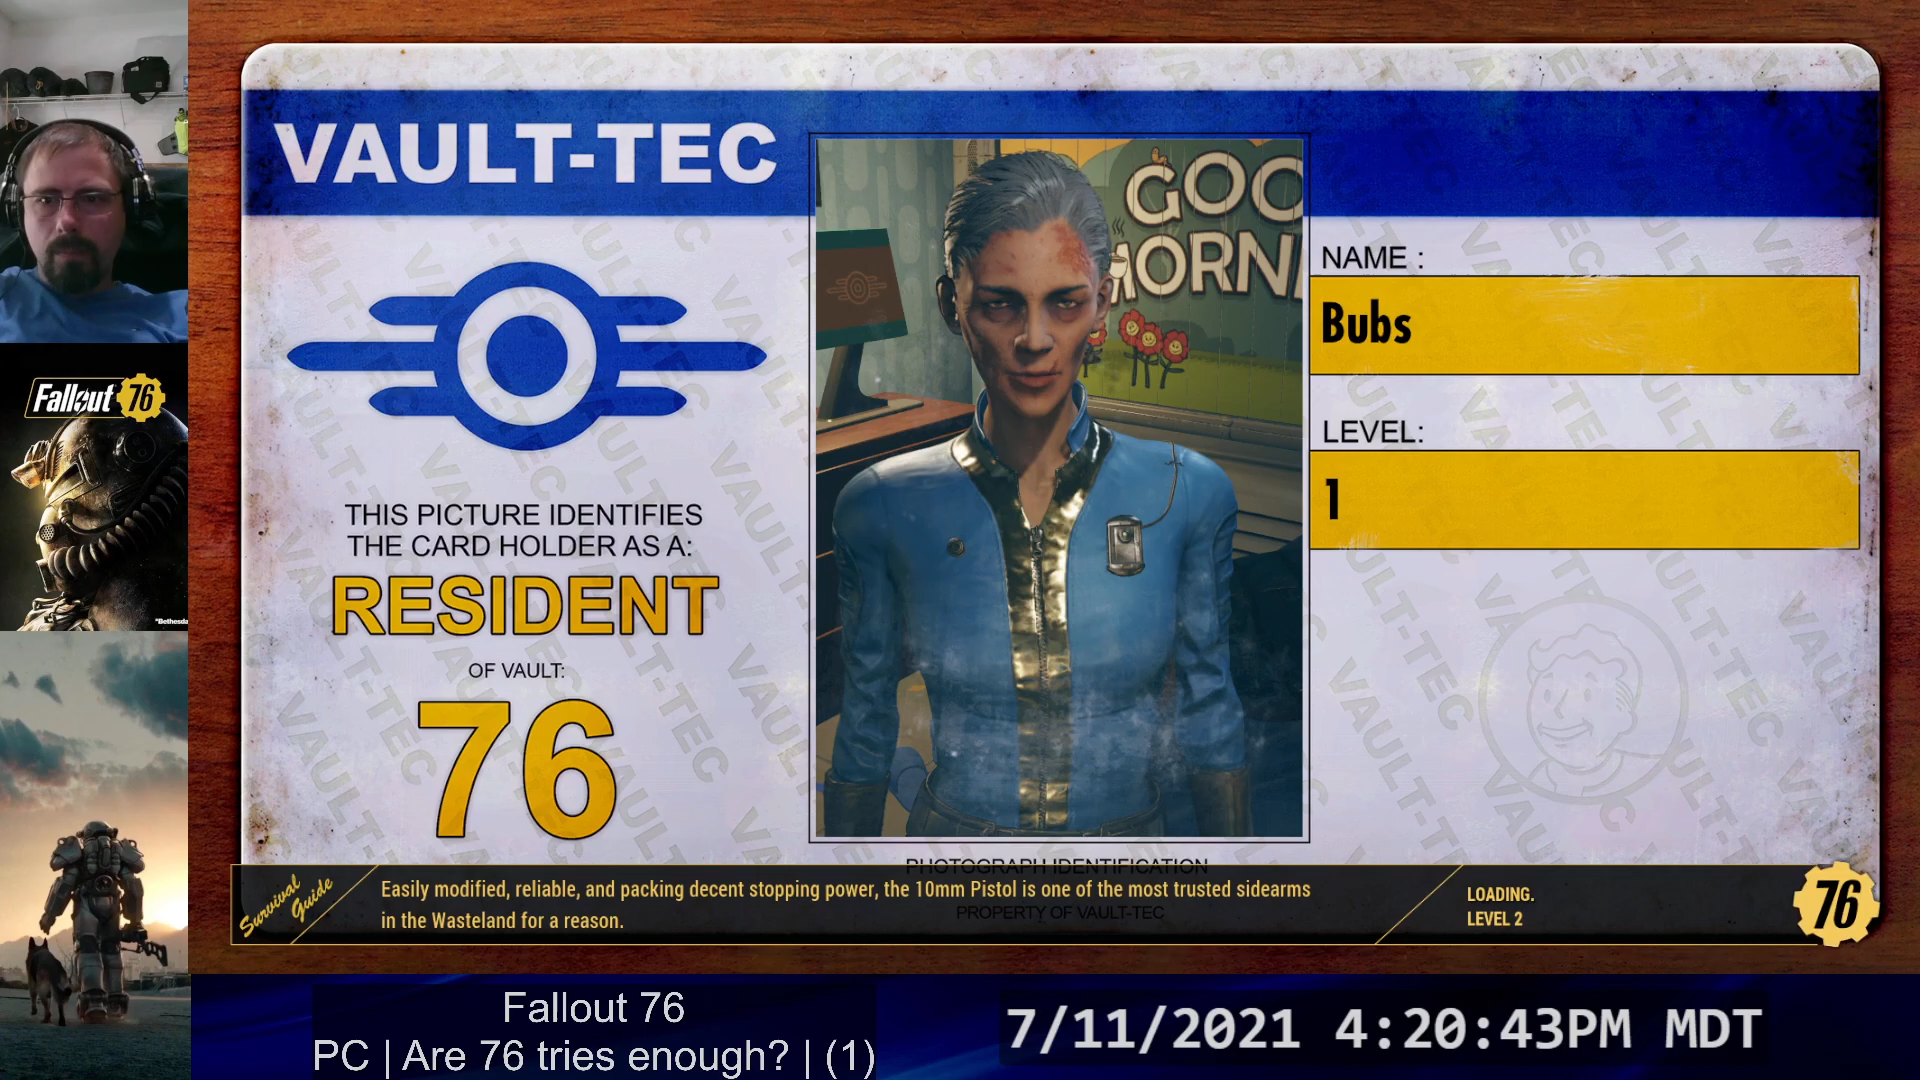 VAULT-TEC
THIS PICTURE IDENTIFIES
THE CARD HOLDER AS A:
RESIDENT
OF VAULT:
76
GOO
MORNI
NAME :
Bubs
LEVEL:
1
PHOTOGRAPH IDENTIFICATION
PROPERTY OF VAULT-TEC
Survival
Guide
Easily modified, reliable, and packing decent stopping power, the 10mm Pistol is one of the most trusted sidearms
in the Wasteland for a reason.
LOADING.
LEVEL 2
76
Fallout 76
Bethesda
Fallout 76
PC | Are 76 tries enough? | (1)
7/11/2021 4:20:43PM MDT